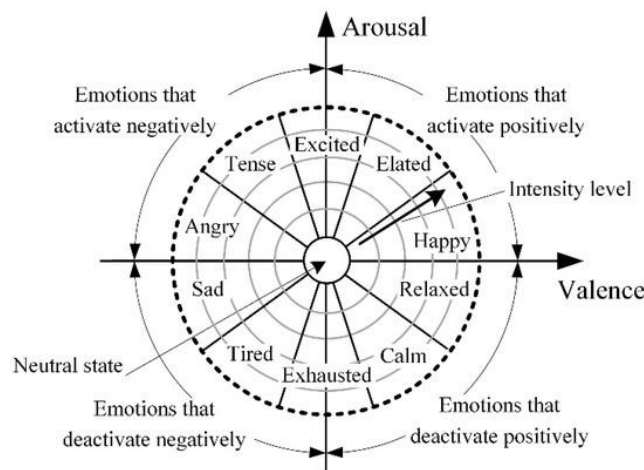 Arousal
Emotions that
activate negatively
Emotions that
activate positively
Excited
Tense
Elated
Intensity level
Angry
Happy
Sad
Relaxed
Valence
Neutral state
Tired
Calm
Exhausted
Emotions that
deactivate negatively
Emotions that
deactivate positively